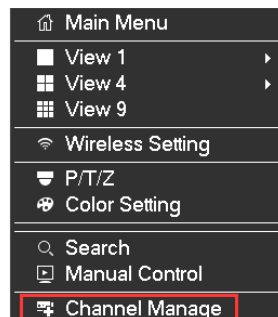 Main Menu
View 1
View 4
View 9
Wireless Setting
P/T/Z
Color Setting
Search
Manual Control
Channel Manage